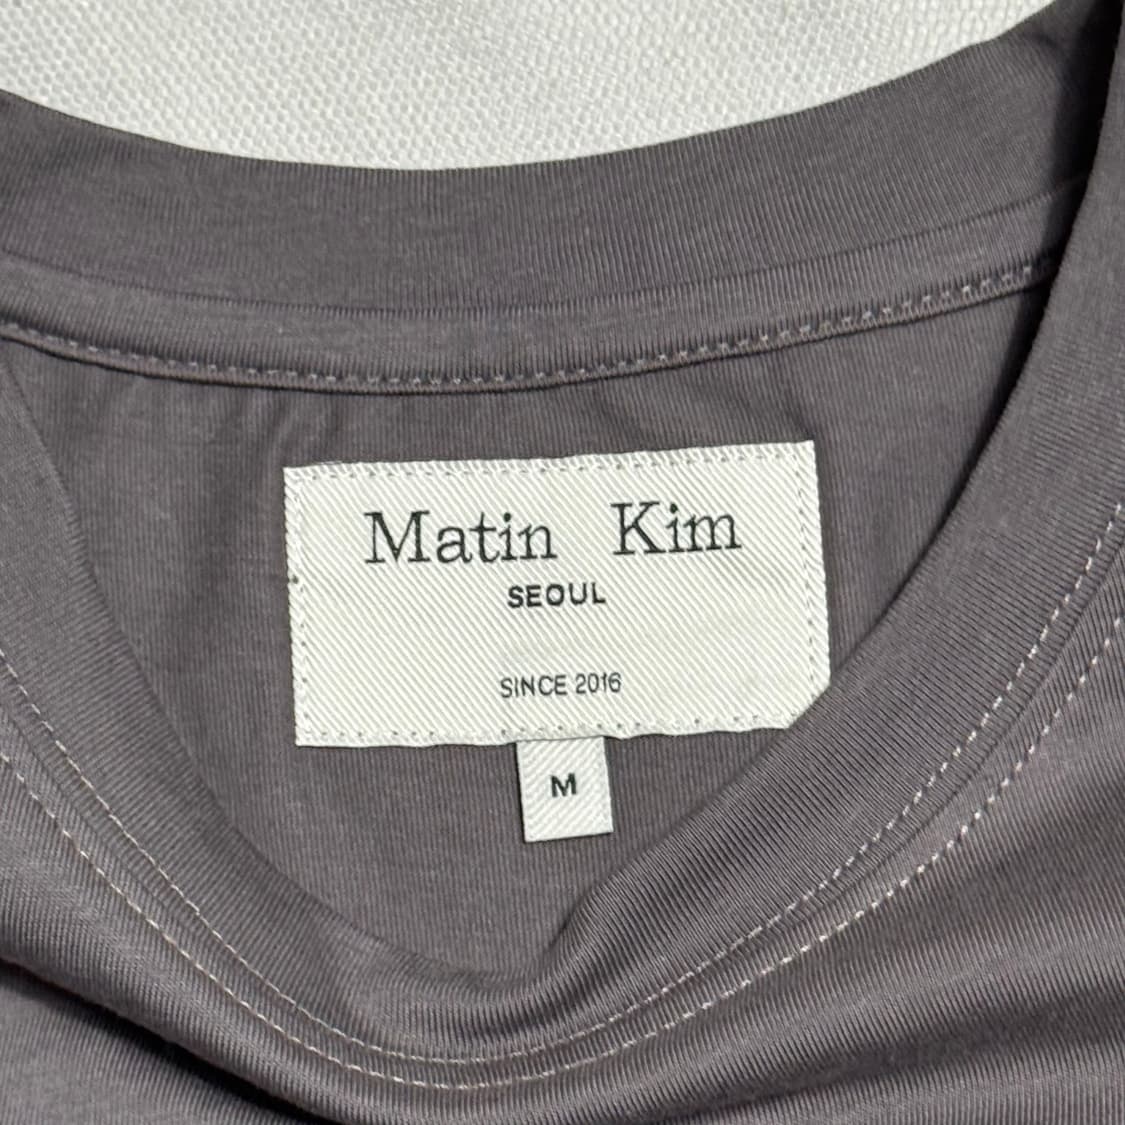 Matin Kim
SEOUL
SINCE 2016
M